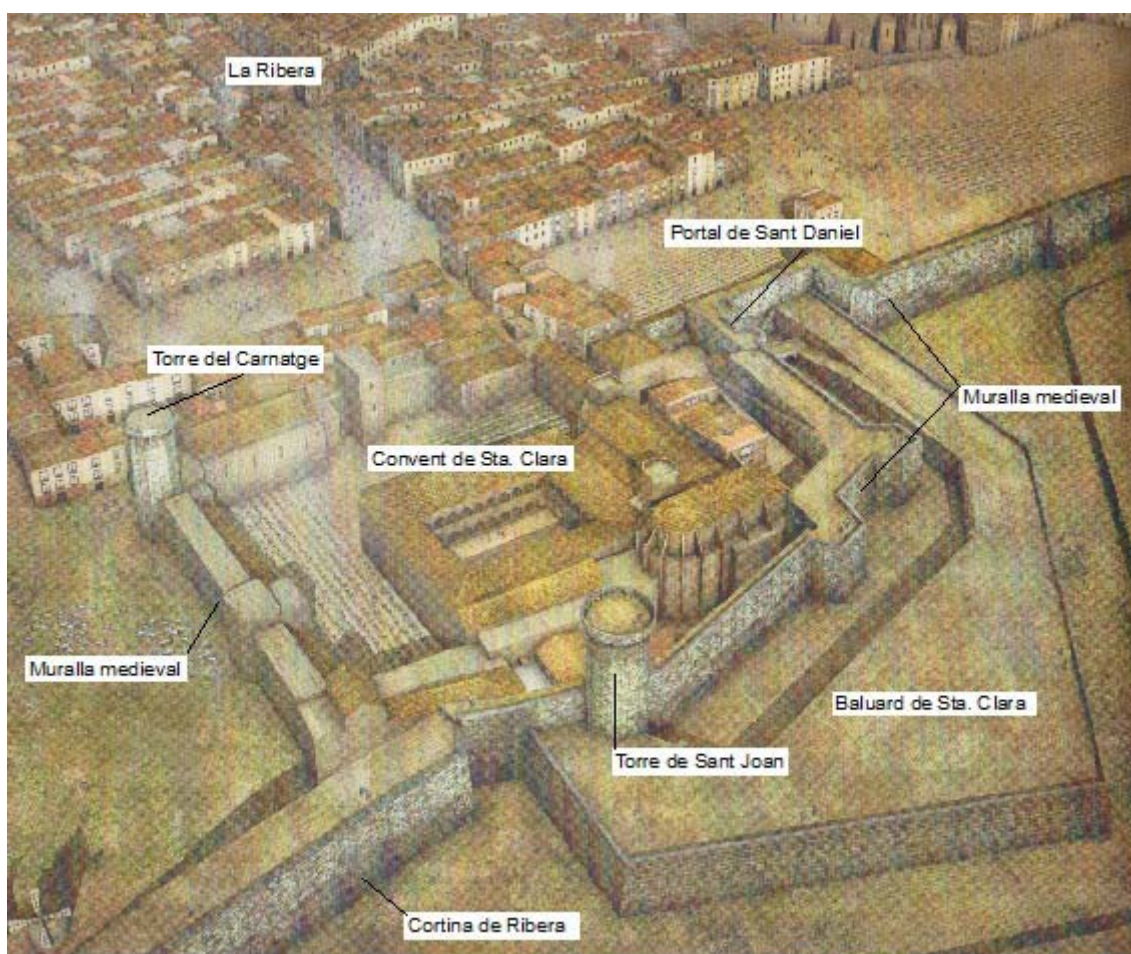 La Ribera
Portal de Sant Daniel
Torre del Carnatge
Muralla medieval
Convent de Sta. Clara
Muralla medieval
Baluard de Sta. Clara
Torre de Sant Joan
Cortina de Ribera